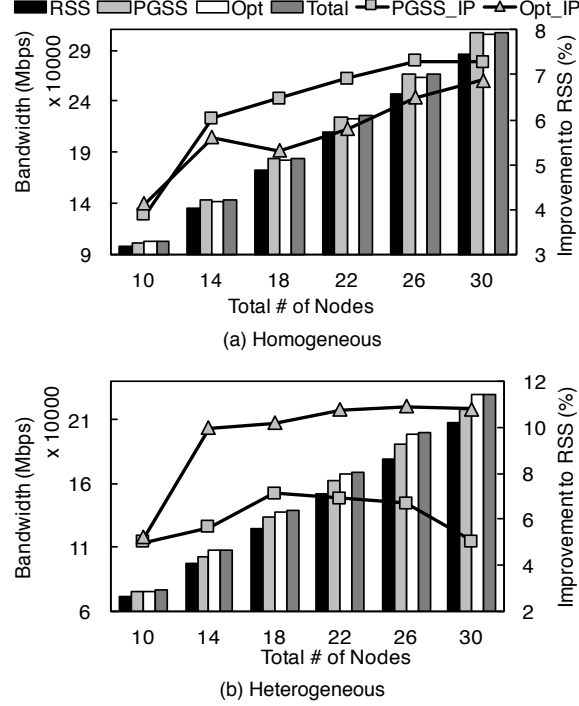 RSS PGSS Opt Total PGSS_IP Opt_IP
Bandwidth (Mbps)
x 10000
29
24
19
14
9
8
7
6
5
4
3
Improvement to RSS (%)
10 14 18 22 26 30
Total # of Nodes
(a) Homogeneous
Bandwidth (Mbps)
x 10000
21
16
11
6
12
10
8
6
4
2
Improvement to RSS (%)
10 14 18 22 26 30
Total # of Nodes
(b) Heterogeneous